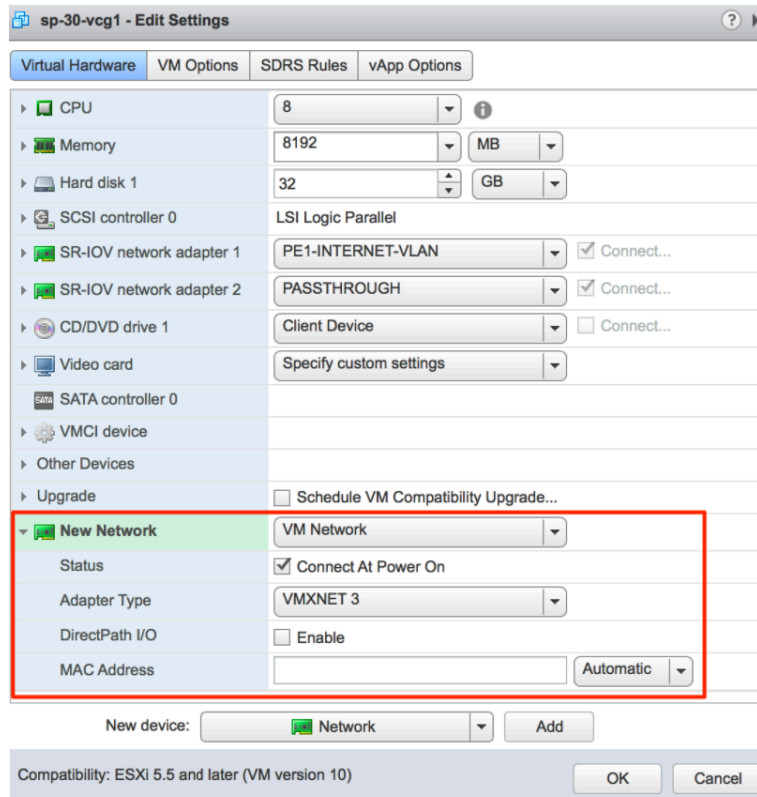 sp-30-vcg1 - Edit Settings ?
Virtual Hardware VM Options SDRS Rules vApp Options
CPU 8
Memory 8192 MB
Hard disk 1 32 GB
SCSI controller 0 LSI Logic Parallel
SR-IOV network adapter 1 PE1-INTERNET-VLAN Connect...
SR-IOV network adapter 2 PASSTHROUGH Connect...
CD/DVD drive 1 Client Device Connect...
Video card Specify custom settings
SATA SATA controller 0
VMCI device
Other Devices
Upgrade Schedule VM Compatibility Upgrade...
New Network VM Network
Status Connect At Power On
Adapter Type VMXNET 3
DirectPath I/O Enable
MAC Address Automatic
New device: Network Add
Compatibility: ESXi 5.5 and later (VM version 10) OK Cancel